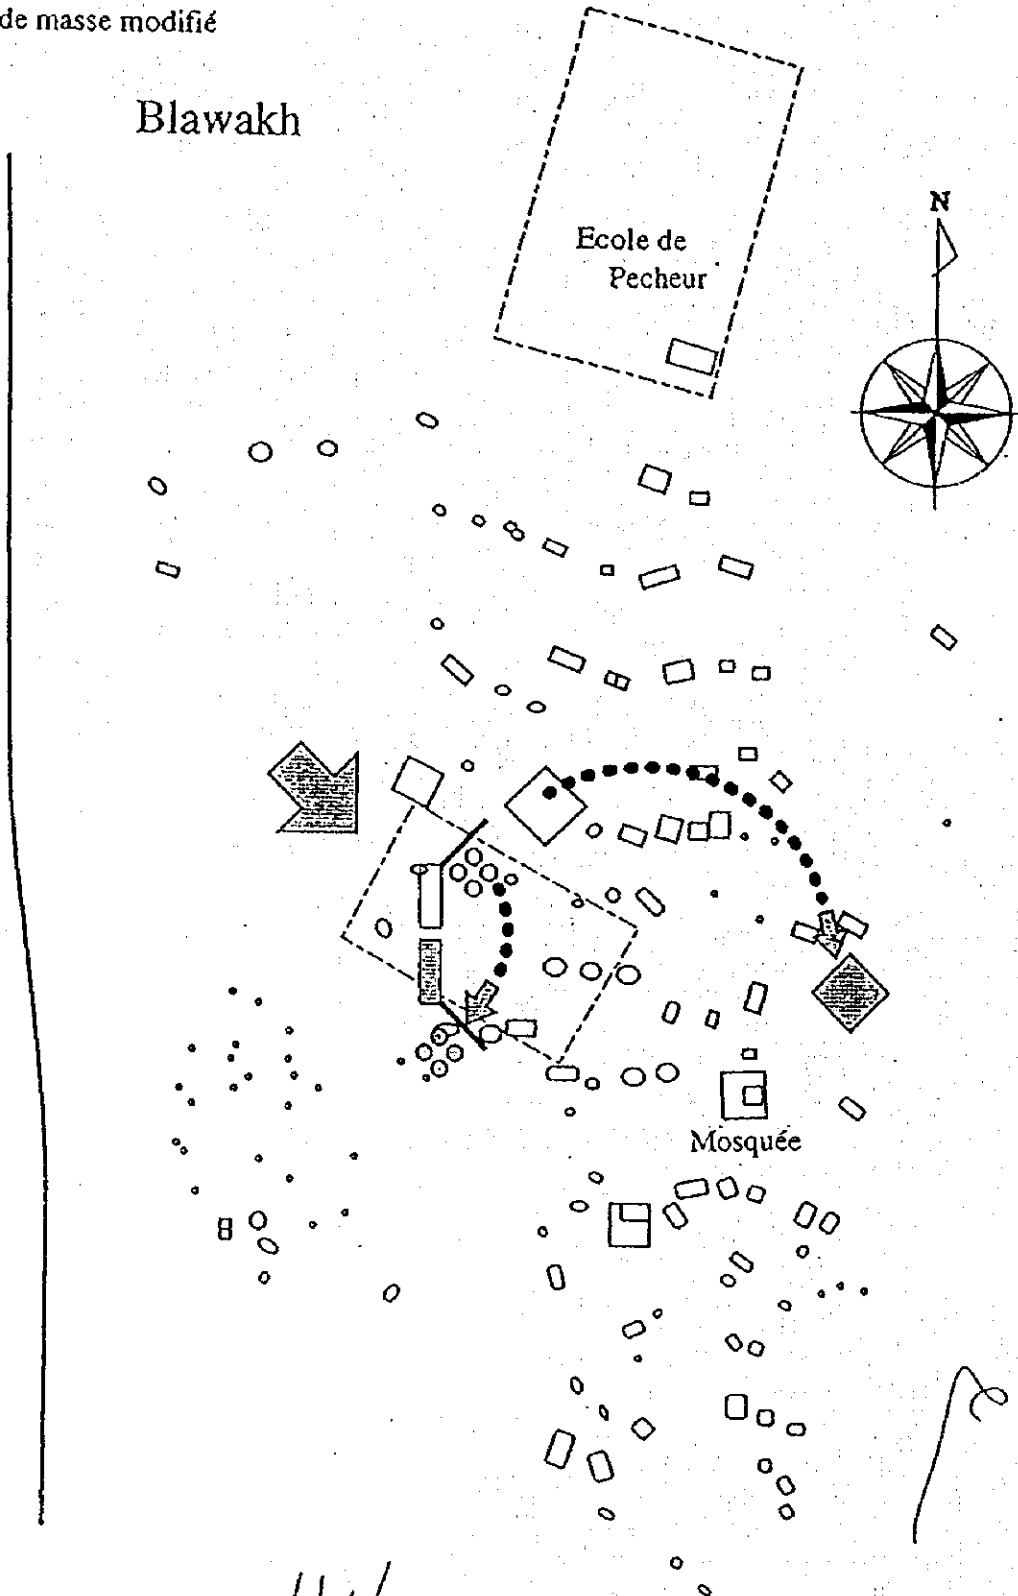 de masse modifié
Blawakh
Ecole de
Pecheur
N
Mosquée